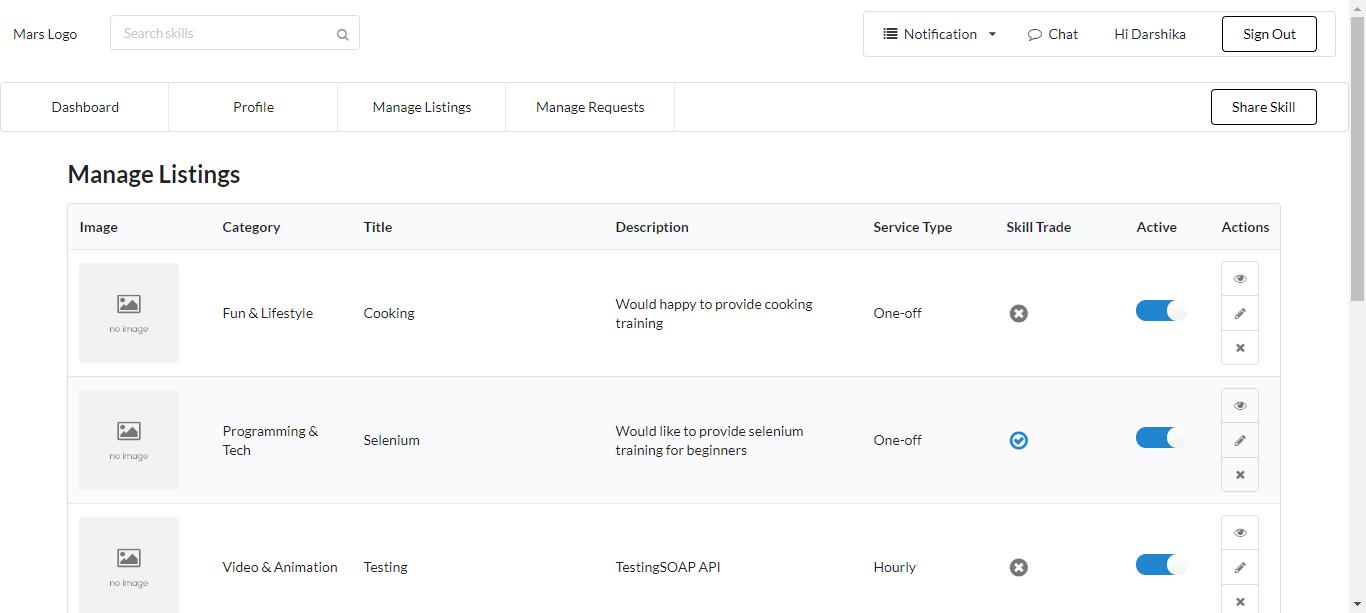 Mars Logo
Search skills
Notification
Chat
Hi Darshika
Sign Out
Dashboard
Profile
Manage Listings
Manage Requests
Share Skill
Manage Listings
Image Category Title Description Service Type Skill Trade Active Actions
no image
Fun & Lifestyle
Cooking
Would happy to provide cooking
training
One-off
no image
Programming &
Tech
Selenium
Would like to provide selenium
training for beginners
One-off
no image
Video & Animation
Testing
TestingSOAP API
Hourly